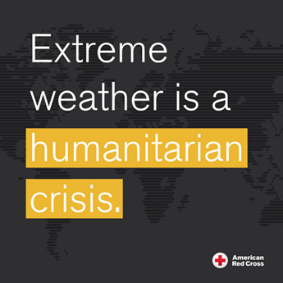 Extreme
weather is a
humanitarian
crisis.
American
Red Cross